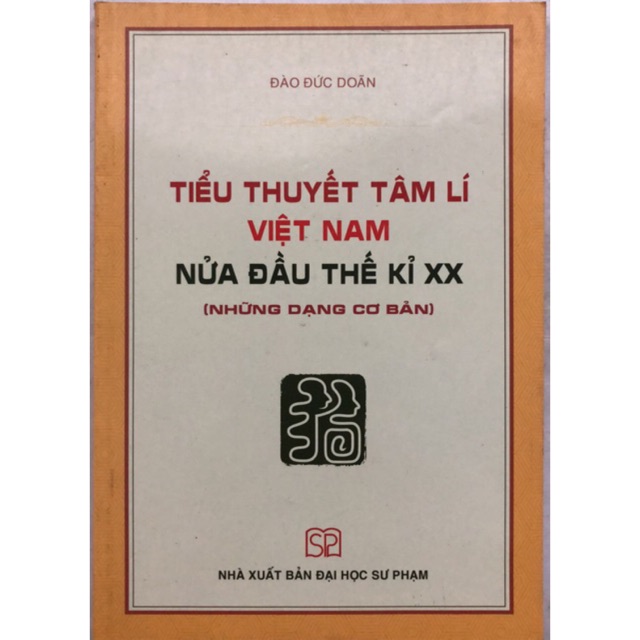 ĐÀO ĐỨC DOÃN
TIỂU THUYẾT TÂM LÍ
VIỆT NAM
NỬA ĐẦU THẾ KỈ XX
(NHỮNG DẠNG CƠ BẢN)
SP
NHÀ XUẤT BẢN ĐẠI HỌC SƯ PHẠM